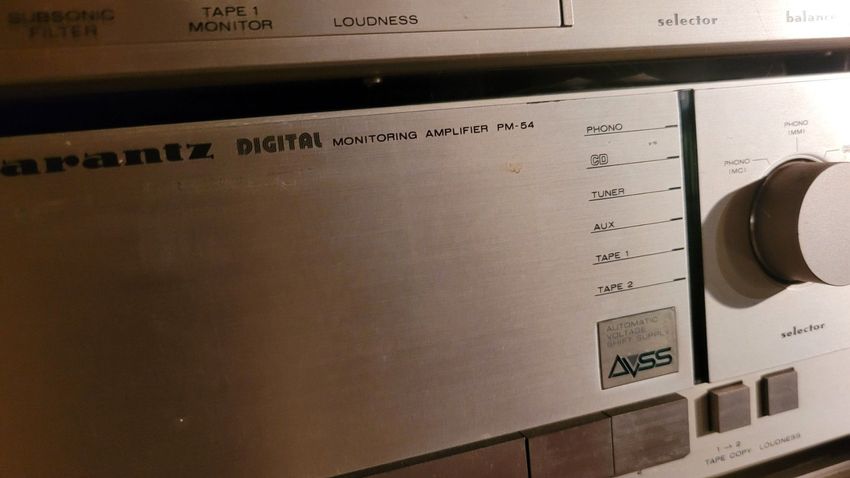 SUBSONIC
FILTER
TAPE 1
MONITOR
LOUDNESS
selector
balance
arantz DIGITAL MONITORING AMPLIFIER PM-54
PHONO
CD
TUNER
AUX
TAPE 1
TAPE 2
AUTOMATIC
VOLTAGE
SHIFT SUPPLY
AVSS
PHONO
(MM)
PHONO
(MC)
selector
1→2
TAPE COPY
LOUDNESS